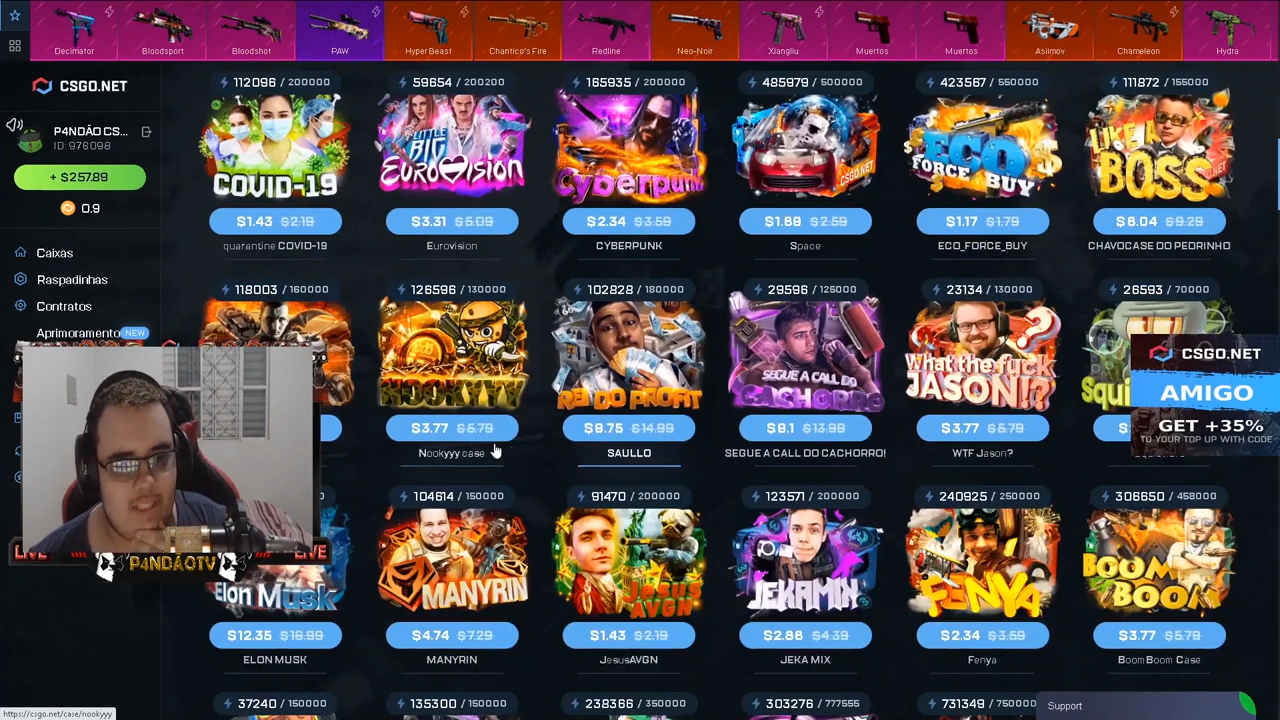 Decimator
Bloodsport
Bloodshot
PAW
Hyper Beast
Chantico's Fire
Redline
Neo-Noir
Xiangliu
Muertos
Muertos
Asiimov
Chameleon
Hydra
CSGO.NET
P4NDÃO CS...
ID: 976098
+ $257.89
0.9
Caixas
Raspadinhas
Contratos
Aprimoramento NEW
112096 / 200000
59654 / 200200
165935 / 200000
485979 / 500000
423567 / 550000
111872 / 155000
COVID-19
LITTLE BIG
EUROVISION
Cyberpunk
CSGO.NET
ECO
FORCE BUY
LIKE A
BOSS
$1.43 $2.19
$3.31 $5.09
$2.34 $3.59
$1.68 $2.59
$1.17 $1.79
$6.04 $9.29
quarantine COVID-19
Eurovision
CYBERPUNK
Space
ECO_FORCE_BUY
CHAVOCASE DO PEDRINHO
118003 / 160000
126596 / 130000
102828 / 200000
29596 / 125000
23134 / 130000
26593 / 70000
NOOKYYY
REI DO PROFIT
SEGUE A CALL DO
CACHORRO
What the fuck
JASON!?
Squi
$3.77 $5.79
$8.75 $14.99
$8.1 $13.99
$3.77 $5.79
Nookyyy case
SAULLO
SEGUE A CALL DO CACHORRO!
WTF Jason?
CSGO.NET
AMIGO
GET +35%
TO YOUR TOP UP WITH CODE
104614 / 150000
91470 / 200000
123571 / 200000
240925 / 250000
306650 / 458000
Elon Musk
MANYRIN
Jesus
AVGN
JEKAMIX
FENYA
BOOM
BOOM
$12.35 $18.99
$4.74 $7.29
$1.43 $2.19
$2.86 $4.39
$2.34 $3.59
$3.77 $5.79
ELON MUSK
MANYRIN
JesusAVGN
JEKA MIX
Fenya
Boom Boom Case
LIVE
LIVE
P4NDÃOTV
37240 / 150000
135300 / 150000
238366 / 350000
303276 / 777555
731349 / 750000
Support
https://csgo.net/case/nookyyy